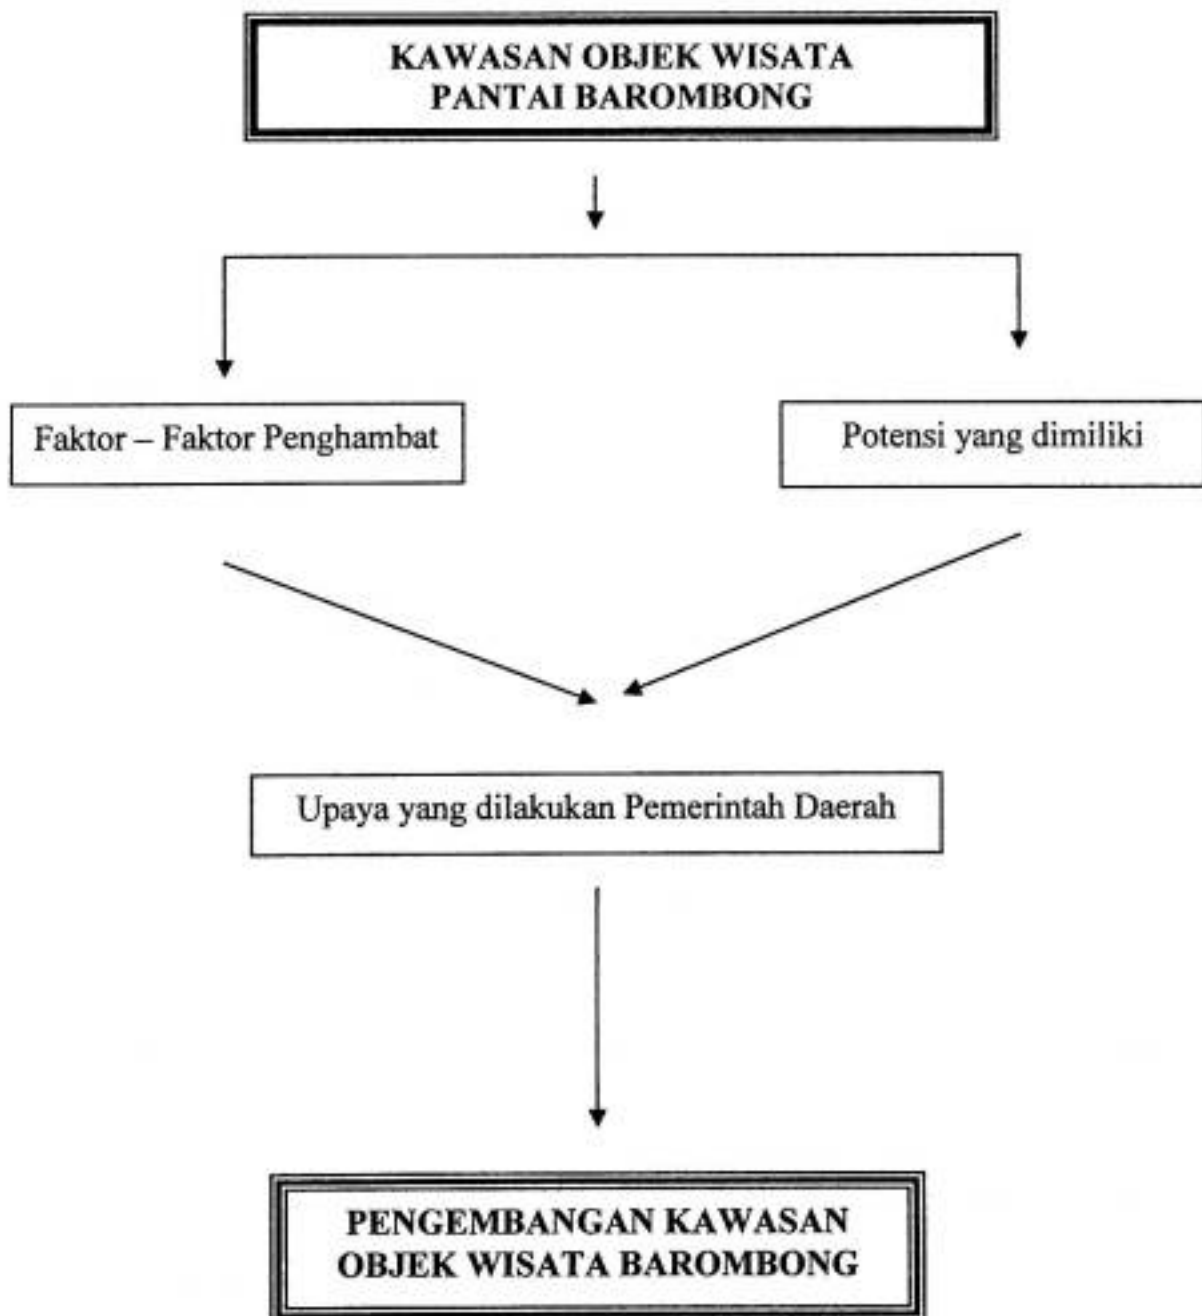 KAWASAN OBJEK WISATA
PANTAI BAROMBONG
Faktor – Faktor Penghambat
Potensi yang dimiliki
Upaya yang dilakukan Pemerintah Daerah
PENGEMBANGAN KAWASAN
OBJEK WISATA BAROMBONG